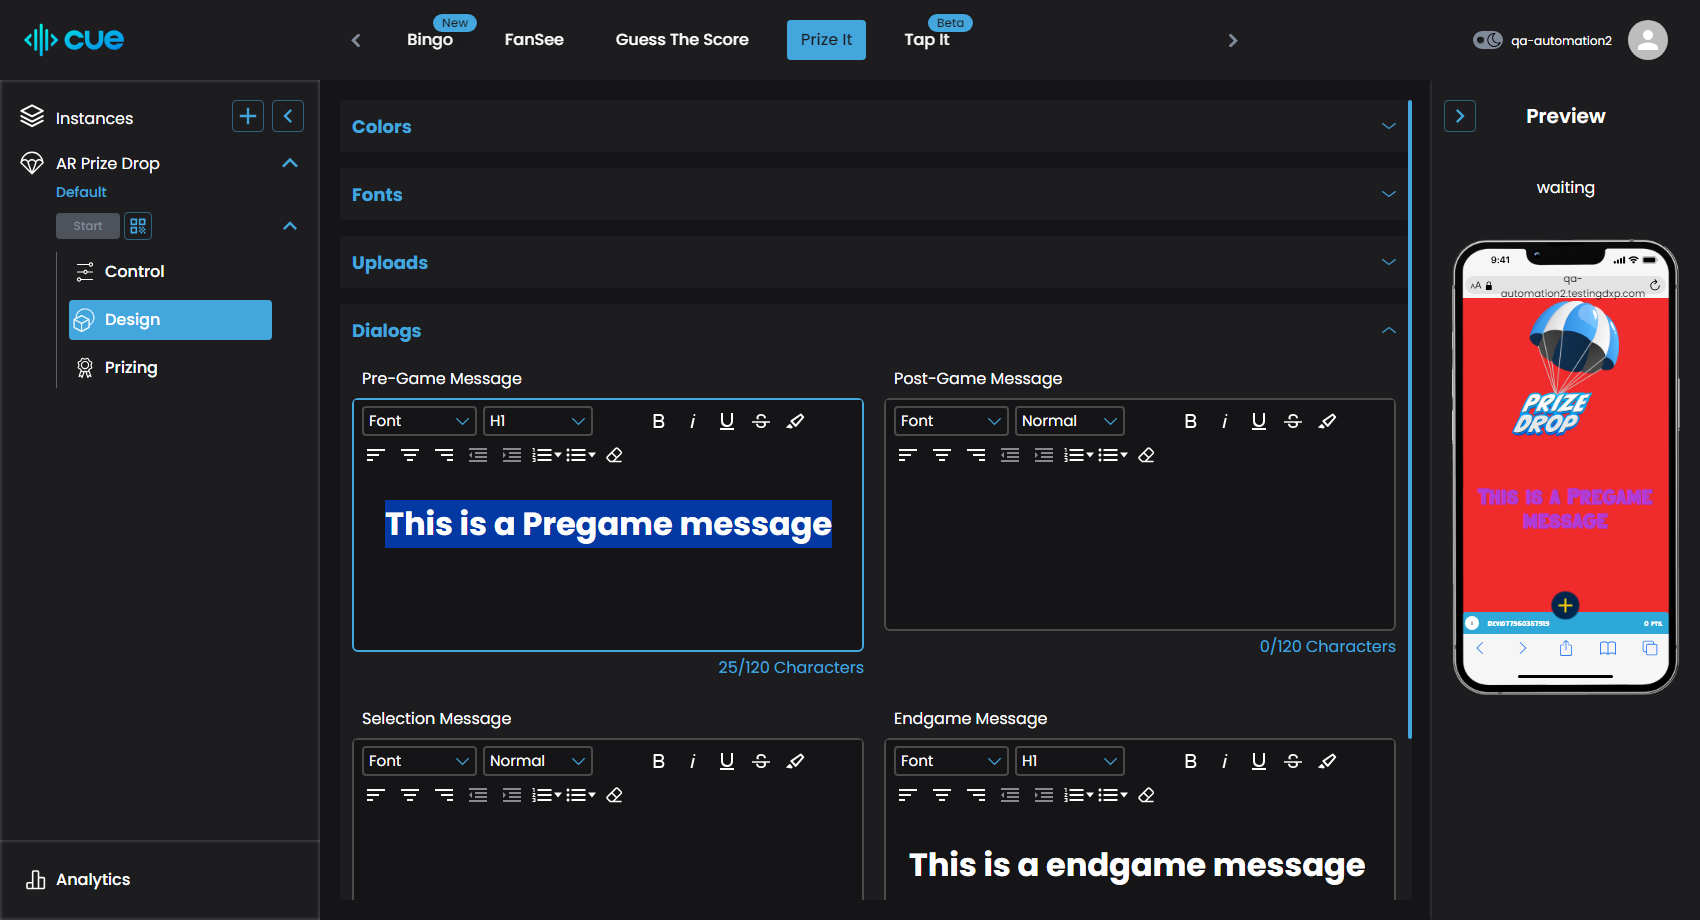 cue
Bingo
New
FanSee
Guess The Score
Prize It
Tap It
Beta
qa-automation2
Instances
AR Prize Drop
Default
Start
Control
Design
Prizing
Analytics
Colors
Fonts
Uploads
Dialogs
Pre-Game Message
Font
H1
B i U S
This is a Pregame message
25/120 Characters
Post-Game Message
Font
Normal
B i U S
0/120 Characters
Selection Message
Font
Normal
B i U S
Endgame Message
Font
H1
B i U S
This is a endgame message
Preview
waiting
9:41
AA
qa-
automation2.testingdxp.com
PRIZE
DROP
This is a Pregame
message
0 PTS.